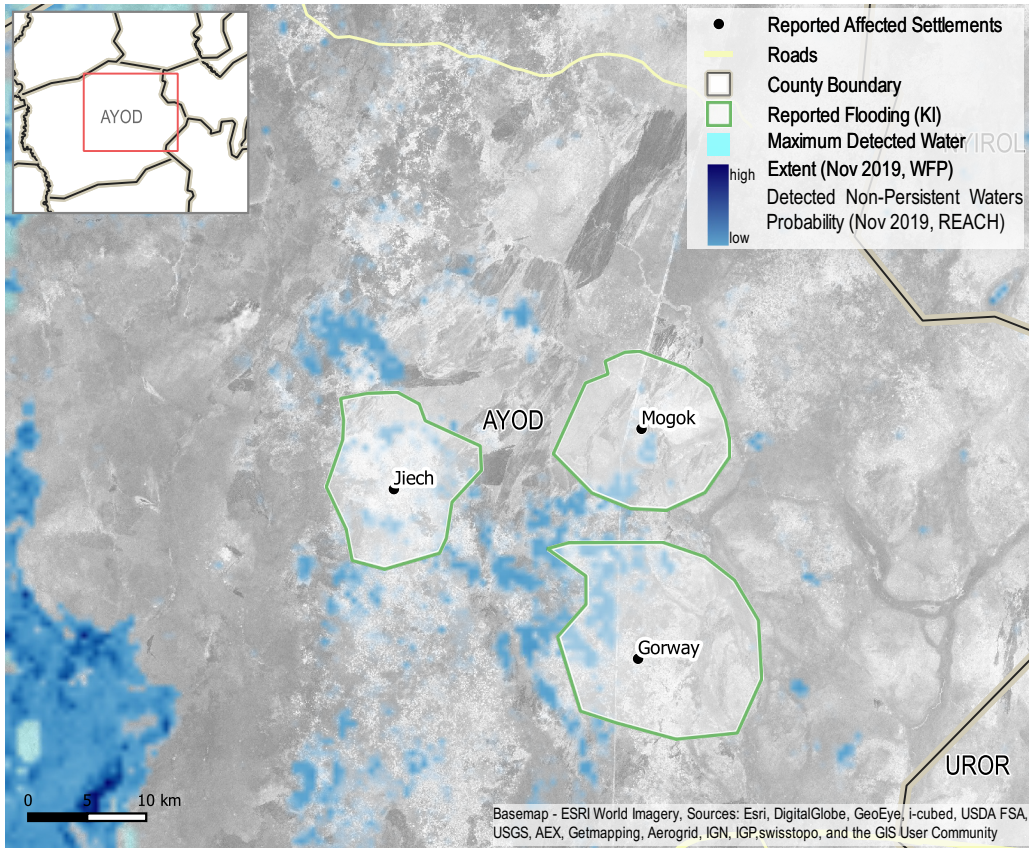 AYOD
Reported Affected Settlements
Roads
County Boundary
Reported Flooding (KI)
Maximum Detected Water
Extent (Nov 2019, WFP)
high
Detected Non-Persistent Waters
Probability (Nov 2019, REACH)
low
YIROL
AYOD
Mogok
Jiech
Gorway
UROR
0 5 10 km
Basemap - ESRI World Imagery, Sources: Esri, DigitalGlobe, GeoEye, i-cubed, USDA FSA,
USGS, AEX, Getmapping, Aerogrid, IGN, IGP,swisstopo, and the GIS User Community